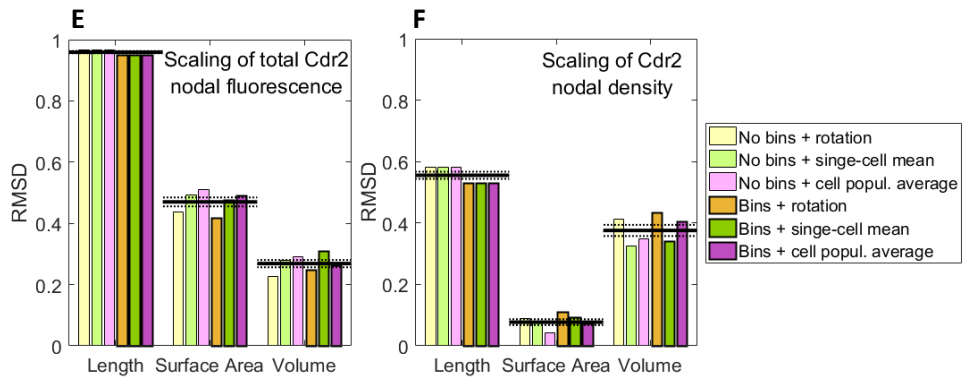 E
Scaling of total Cdr2
nodal fluorescence
RMSD
1
0.8
0.6
0.4
0.2
0
Length
Surface Area
Volume
F
Scaling of Cdr2
nodal density
RMSD
1
0.8
0.6
0.4
0.2
0
Length
Surface Area
Volume
No bins + rotation
No bins + singe-cell mean
No bins + cell popul. average
Bins + rotation
Bins + singe-cell mean
Bins + cell popul. average